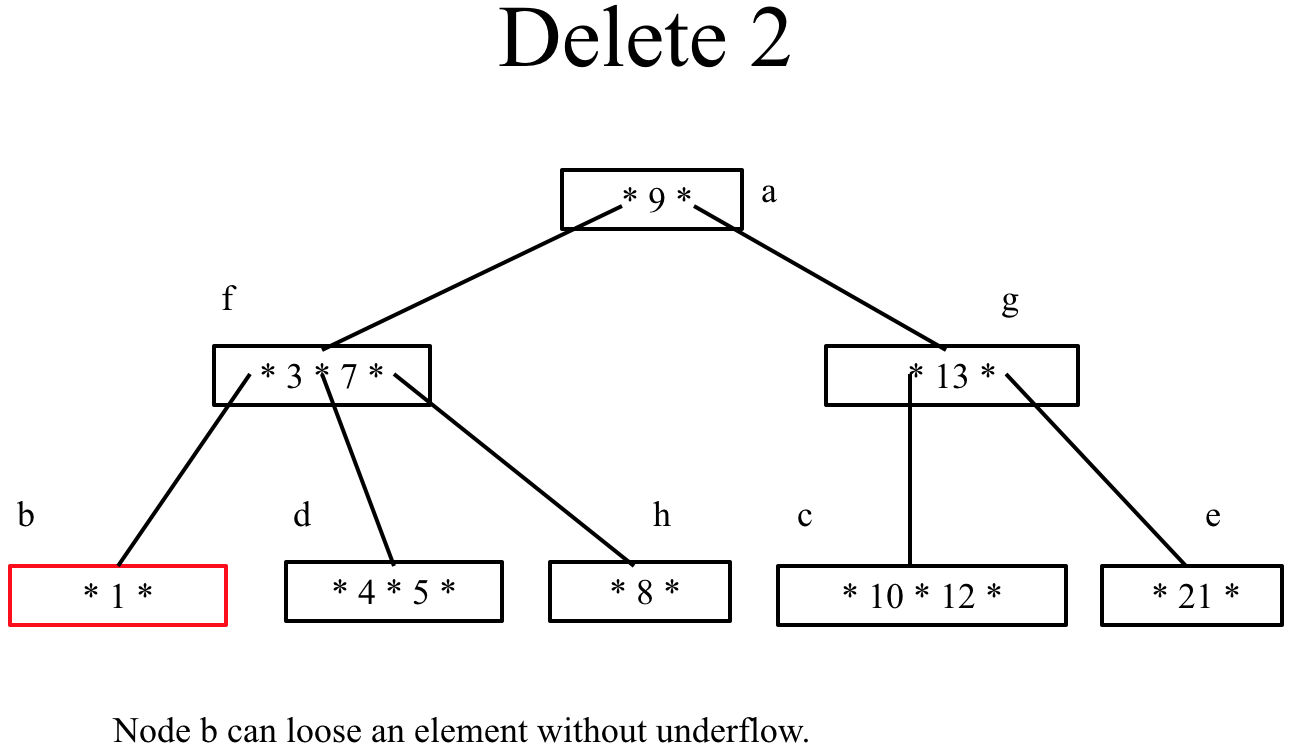 Delete 2
* 9 *
a
f
g
* 3 * 7 *
* 13 *
b
d
h
c
e
* 1 *
* 4 * 5 *
* 8 *
* 10 * 12 *
* 21 *
Node b can loose an element without underflow.